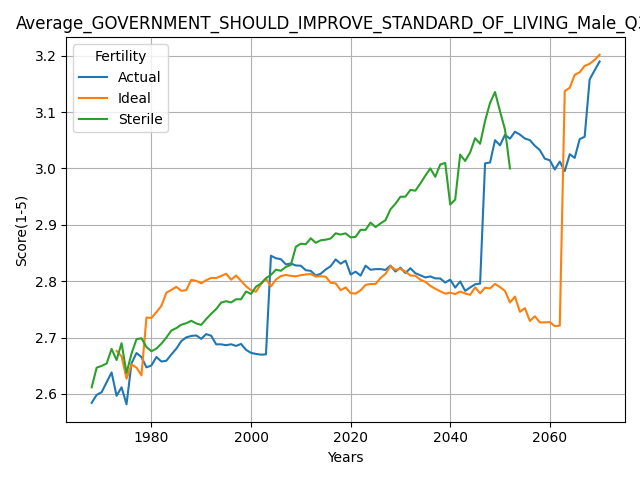 Average_GOVERNMENT_SHOULD_IMPROVE_STANDARD_OF_LIVING_Male_Q3
Fertility
Actual
Ideal
Sterile
Score(1-5)
3.2
3.1
3.0
2.9
2.8
2.7
2.6
1980
2000
2020
2040
2060
Years